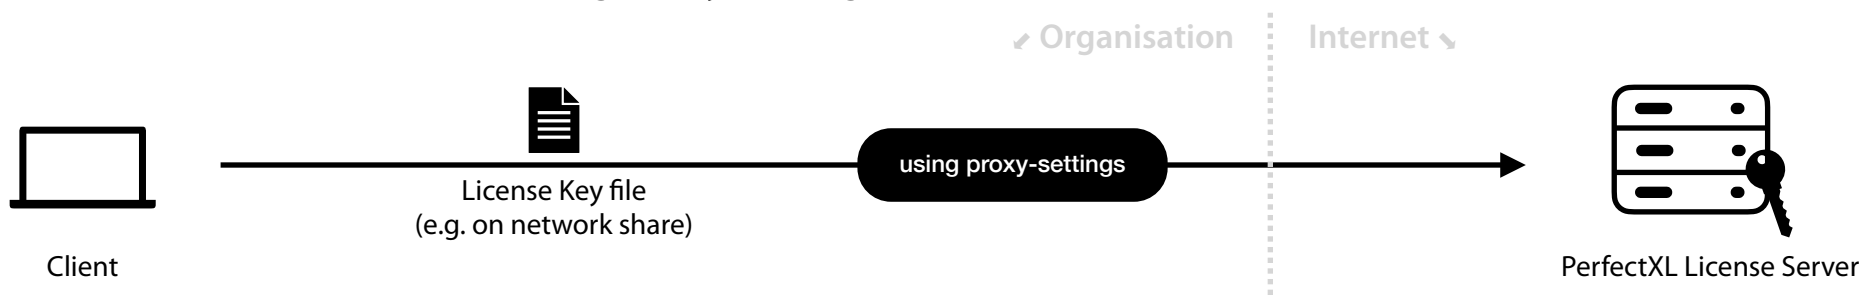 Organisation
Internet
using proxy-settings
License Key file
(e.g. on network share)
Client
PerfectXL License Server